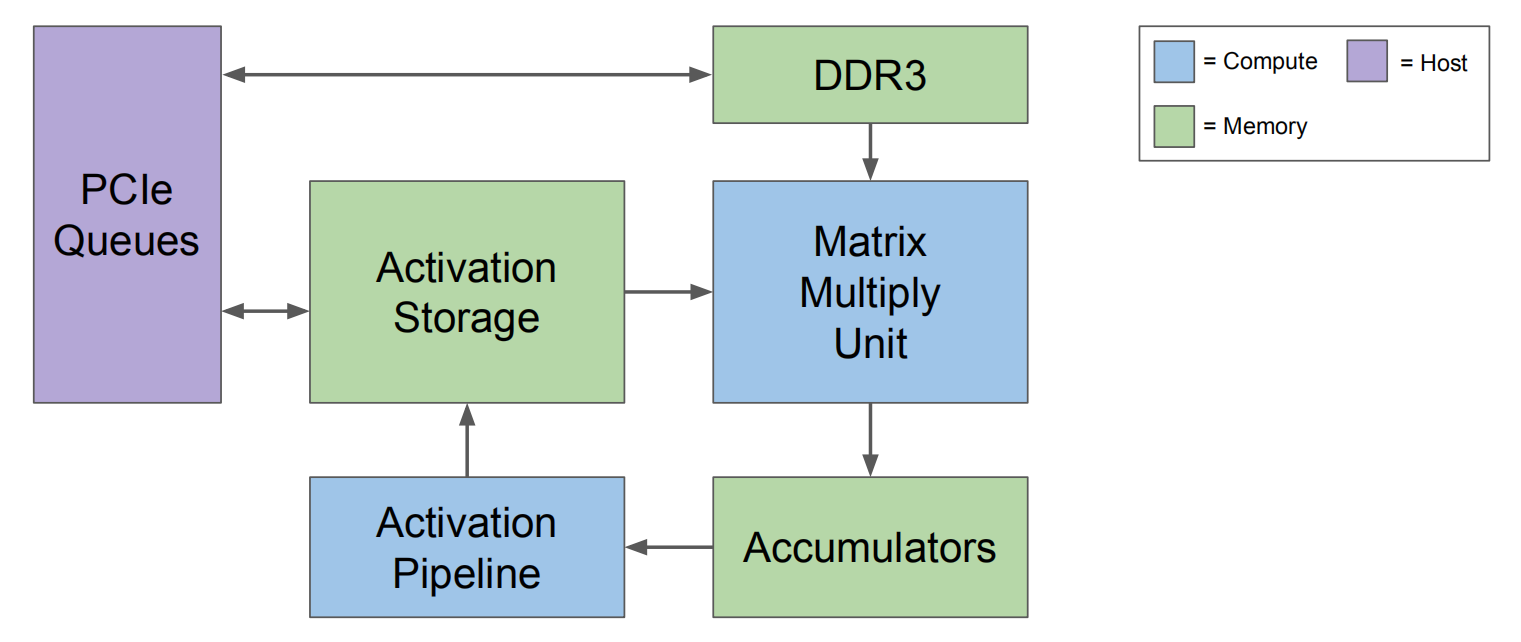 PCIe
Queues
DDR3
= Compute
= Host
= Memory
Activation
Storage
Matrix
Multiply
Unit
Activation
Pipeline
Accumulators